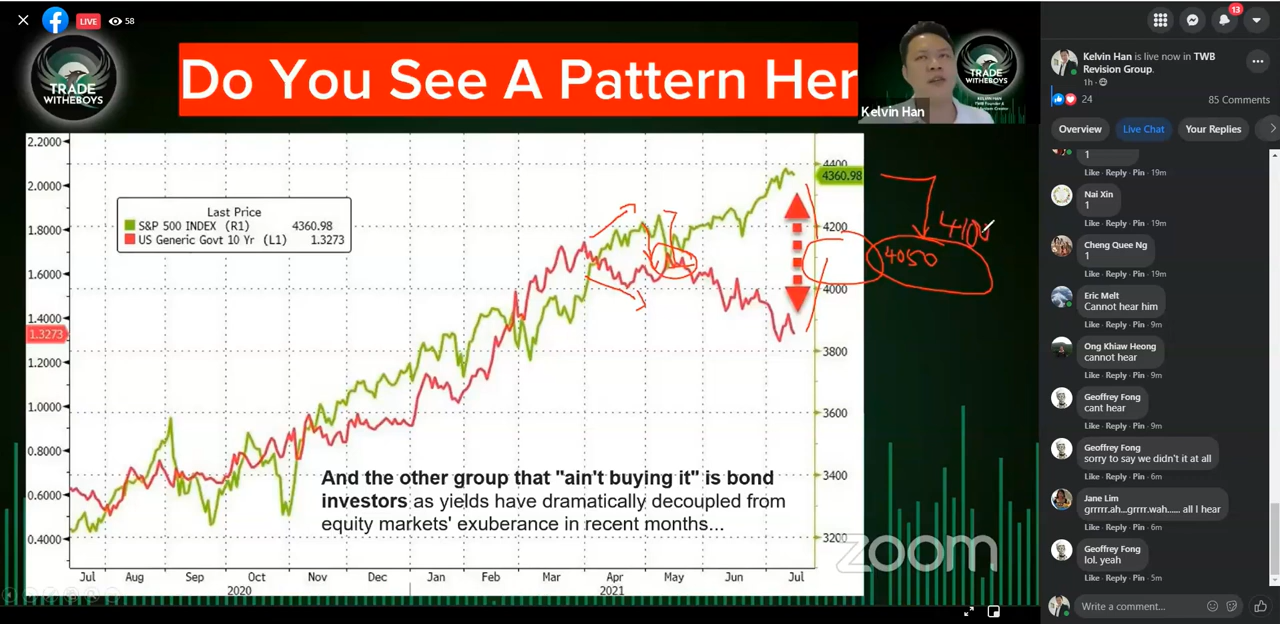 LIVE
58
TRADE
WITHEBOYS
Do You See A Pattern Her
TRADE
WITHEBOYS
Kelvin Han
2.2000
2.0000
1.8000
1.6000
1.4000
1.3273
1.2000
1.0000
0.8000
0.6000
0.4000
Last Price
S&P 500 INDEX (R1) 4360.98
US Generic Govt 10 Yr (L1) 1.3273
4400
4360.98
4200
4000
3800
3600
3400
3200
4100
4050
And the other group that "ain't buying it" is bond
investors as yields have dramatically decoupled from
equity markets' exuberance in recent months...
Jul Aug Sep Oct Nov Dec Jan Feb Mar Apr May Jun Jul
2020 2021
zoom
13
Kelvin Han is live now in TWB
Revision Group.
1h
24
85 Comments
Overview
Live Chat
Your Replies
1
Like · Reply · Pin · 19m
Nai Xin
1
Like · Reply · Pin · 19m
Cheng Quee Ng
1
Like · Reply · Pin · 19m
Eric Melt
Cannot hear him
Like · Reply · Pin · 9m
Ong Khiaw Heong
cannot hear
Like · Reply · Pin · 9m
Geoffrey Fong
cant hear
Like · Reply · Pin · 9m
Geoffrey Fong
sorry to say we didn't it at all
Like · Reply · Pin · 6m
Jane Lim
grrrrr.ah...grrrr.wah...... all I hear
Like · Reply · Pin · 6m
Geoffrey Fong
lol. yeah
Like · Reply · Pin · 5m
Write a comment...